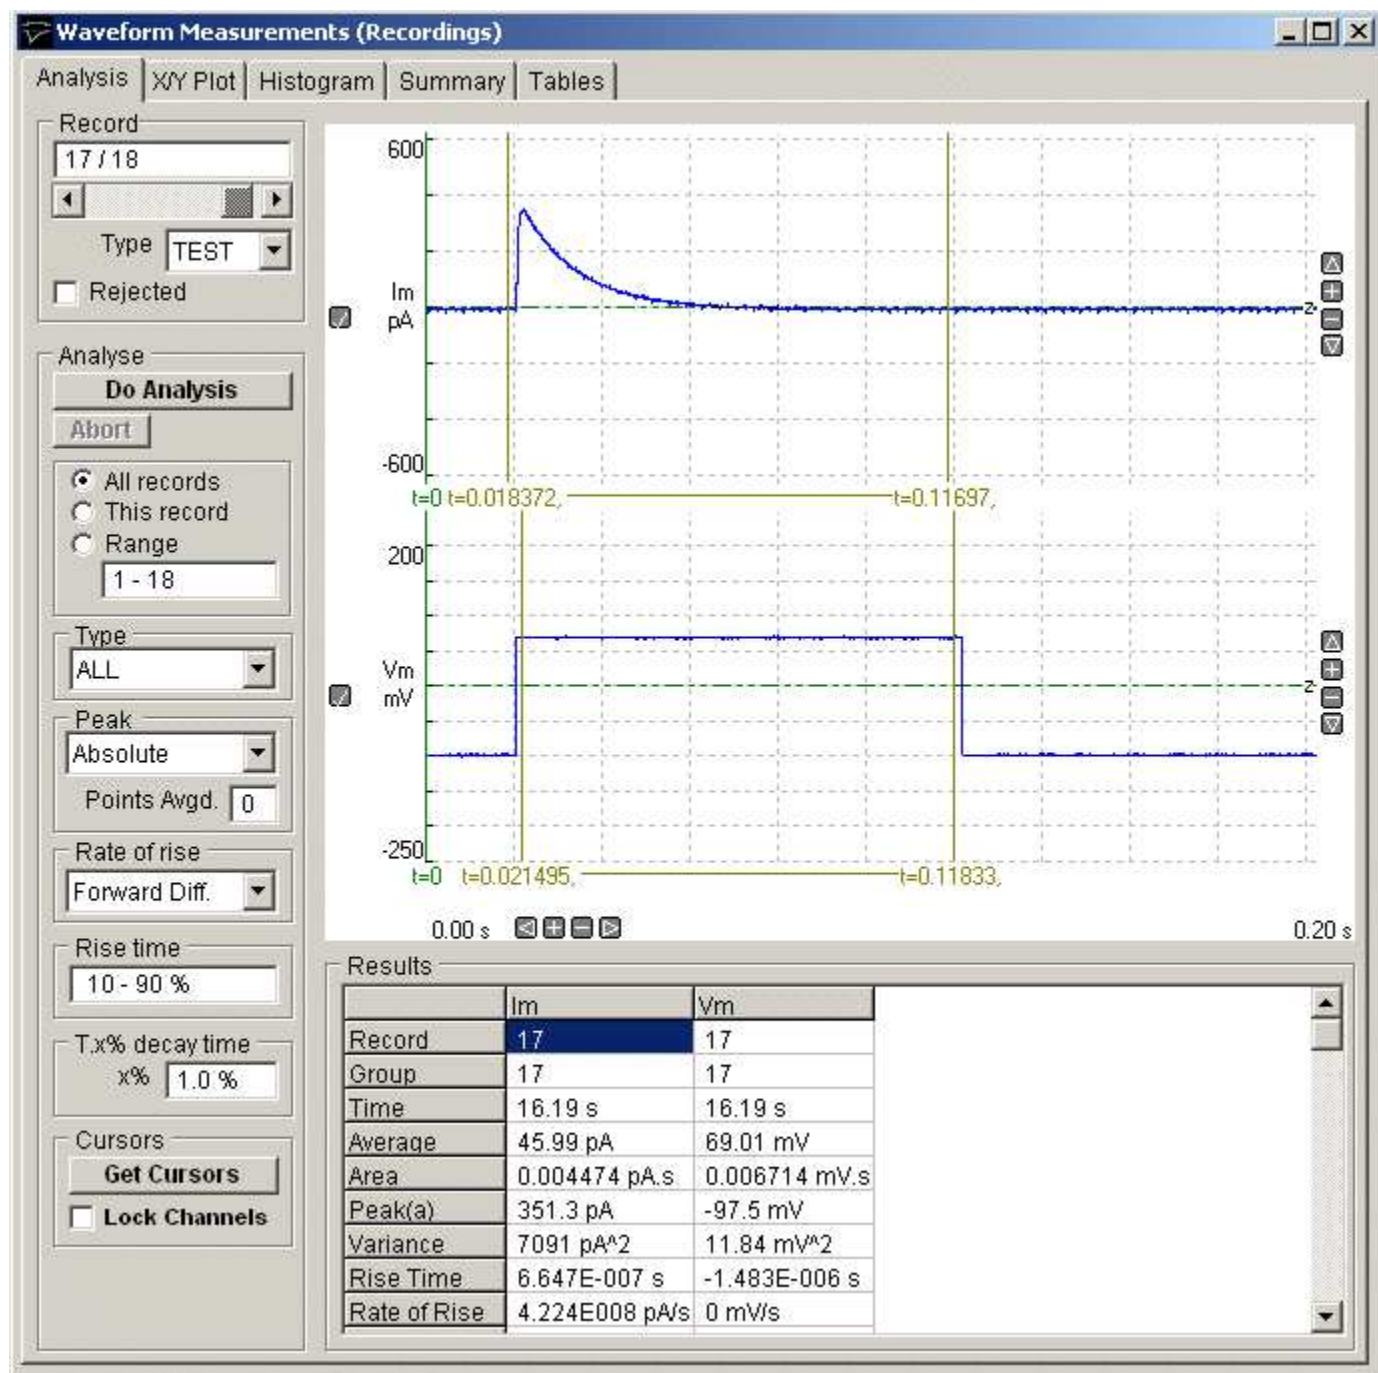 Waveform Measurements (Recordings)
Analysis X/Y Plot Histogram Summary Tables
Record
17 / 18
Type TEST
Rejected
Analyse
Do Analysis
Abort
All records
This record
Range
1 - 18
Type
ALL
Peak
Absolute
Points Avgd. 0
Rate of rise
Forward Diff.
Rise time
10 - 90 %
T.x% decay time
x% 1.0 %
Cursors
Get Cursors
Lock Channels
600
Im
pA
z
-600
t=0 t=0.018372, t=0.11697,
200
Vm
mV
z
-250
t=0 t=0.021495, t=0.11833,
0.00 s 0.20 s
Results
Im Vm
Record 17 17
Group 17 17
Time 16.19 s 16.19 s
Average 45.99 pA 69.01 mV
Area 0.004474 pA.s 0.006714 mV.s
Peak(a) 351.3 pA -97.5 mV
Variance 7091 pA^2 11.84 mV^2
Rise Time 6.647E-007 s -1.483E-006 s
Rate of Rise 4.224E008 pA/s 0 mV/s